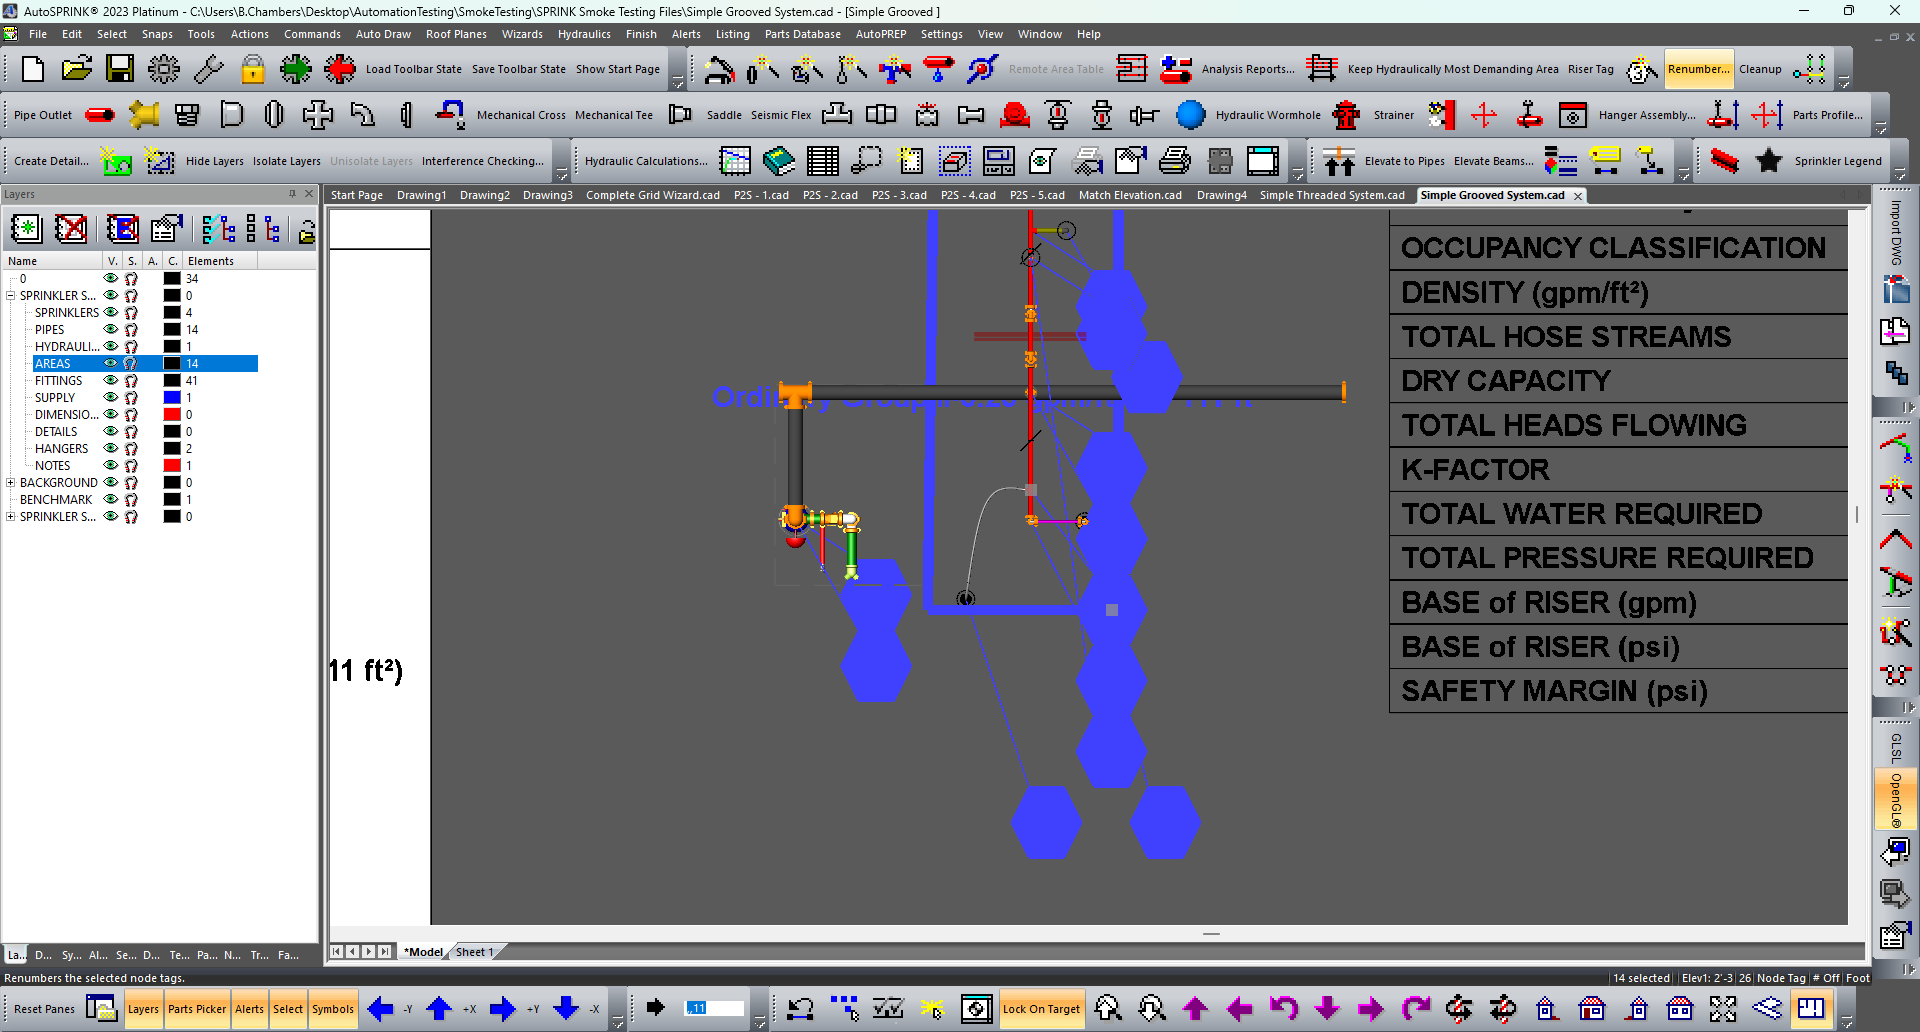 AutoSPRINK® 2023 Platinum - C:\Users\B.Chambers\Desktop\AutomationTesting\SmokeTesting\SPRINK Smoke Testing Files\Simple Grooved System.cad - [Simple Grooved ]
File Edit Select Snaps Tools Actions Commands Auto Draw Roof Planes Wizards Hydraulics Finish Alerts Listing Parts Database AutoPREP Settings View Window Help
Load Toolbar State Save Toolbar State Show Start Page Remote Area Table Analysis Reports... Keep Hydraulically Most Demanding Area Riser Tag Renumber... Cleanup
Pipe Outlet Mechanical Cross Mechanical Tee Saddle Seismic Flex Hydraulic Wormhole Strainer Hanger Assembly... Parts Profile...
Create Detail... Hide Layers Isolate Layers Unisolate Layers Interference Checking... Hydraulic Calculations... Elevate to Pipes Elevate Beams... Sprinkler Legend
Layers
Start Page Drawing1 Drawing2 Drawing3 Complete Grid Wizard.cad P2S - 1.cad P2S - 2.cad P2S - 3.cad P2S - 4.cad P2S - 5.cad Match Elevation.cad Drawing4 Simple Threaded System.cad Simple Grooved System.cad
Name V. S. A. C. Elements
0 34
SPRINKLER S... 0
SPRINKLERS 4
PIPES 14
HYDRAULI... 1
AREAS 14
FITTINGS 41
SUPPLY 1
DIMENSIO... 0
DETAILS 0
HANGERS 2
NOTES 1
BACKGROUND 0
BENCHMARK 1
SPRINKLER S... 0
11 ft²)
OCCUPANCY CLASSIFICATION
DENSITY (gpm/ft²)
TOTAL HOSE STREAMS
DRY CAPACITY
TOTAL HEADS FLOWING
K-FACTOR
TOTAL WATER REQUIRED
TOTAL PRESSURE REQUIRED
BASE of RISER (gpm)
BASE of RISER (psi)
SAFETY MARGIN (psi)
Import DWG
GLSL
OpenGL®
La... D... Sy... Al... Se... D... Te... Pa... N... Tr... Fa...
*Model Sheet 1
Renumbers the selected node tags.
14 selected Elev1: 2'-3 26 Node Tag # Off Foot
Reset Panes Layers Parts Picker Alerts Select Symbols -Y +X +Y -X Lock On Target